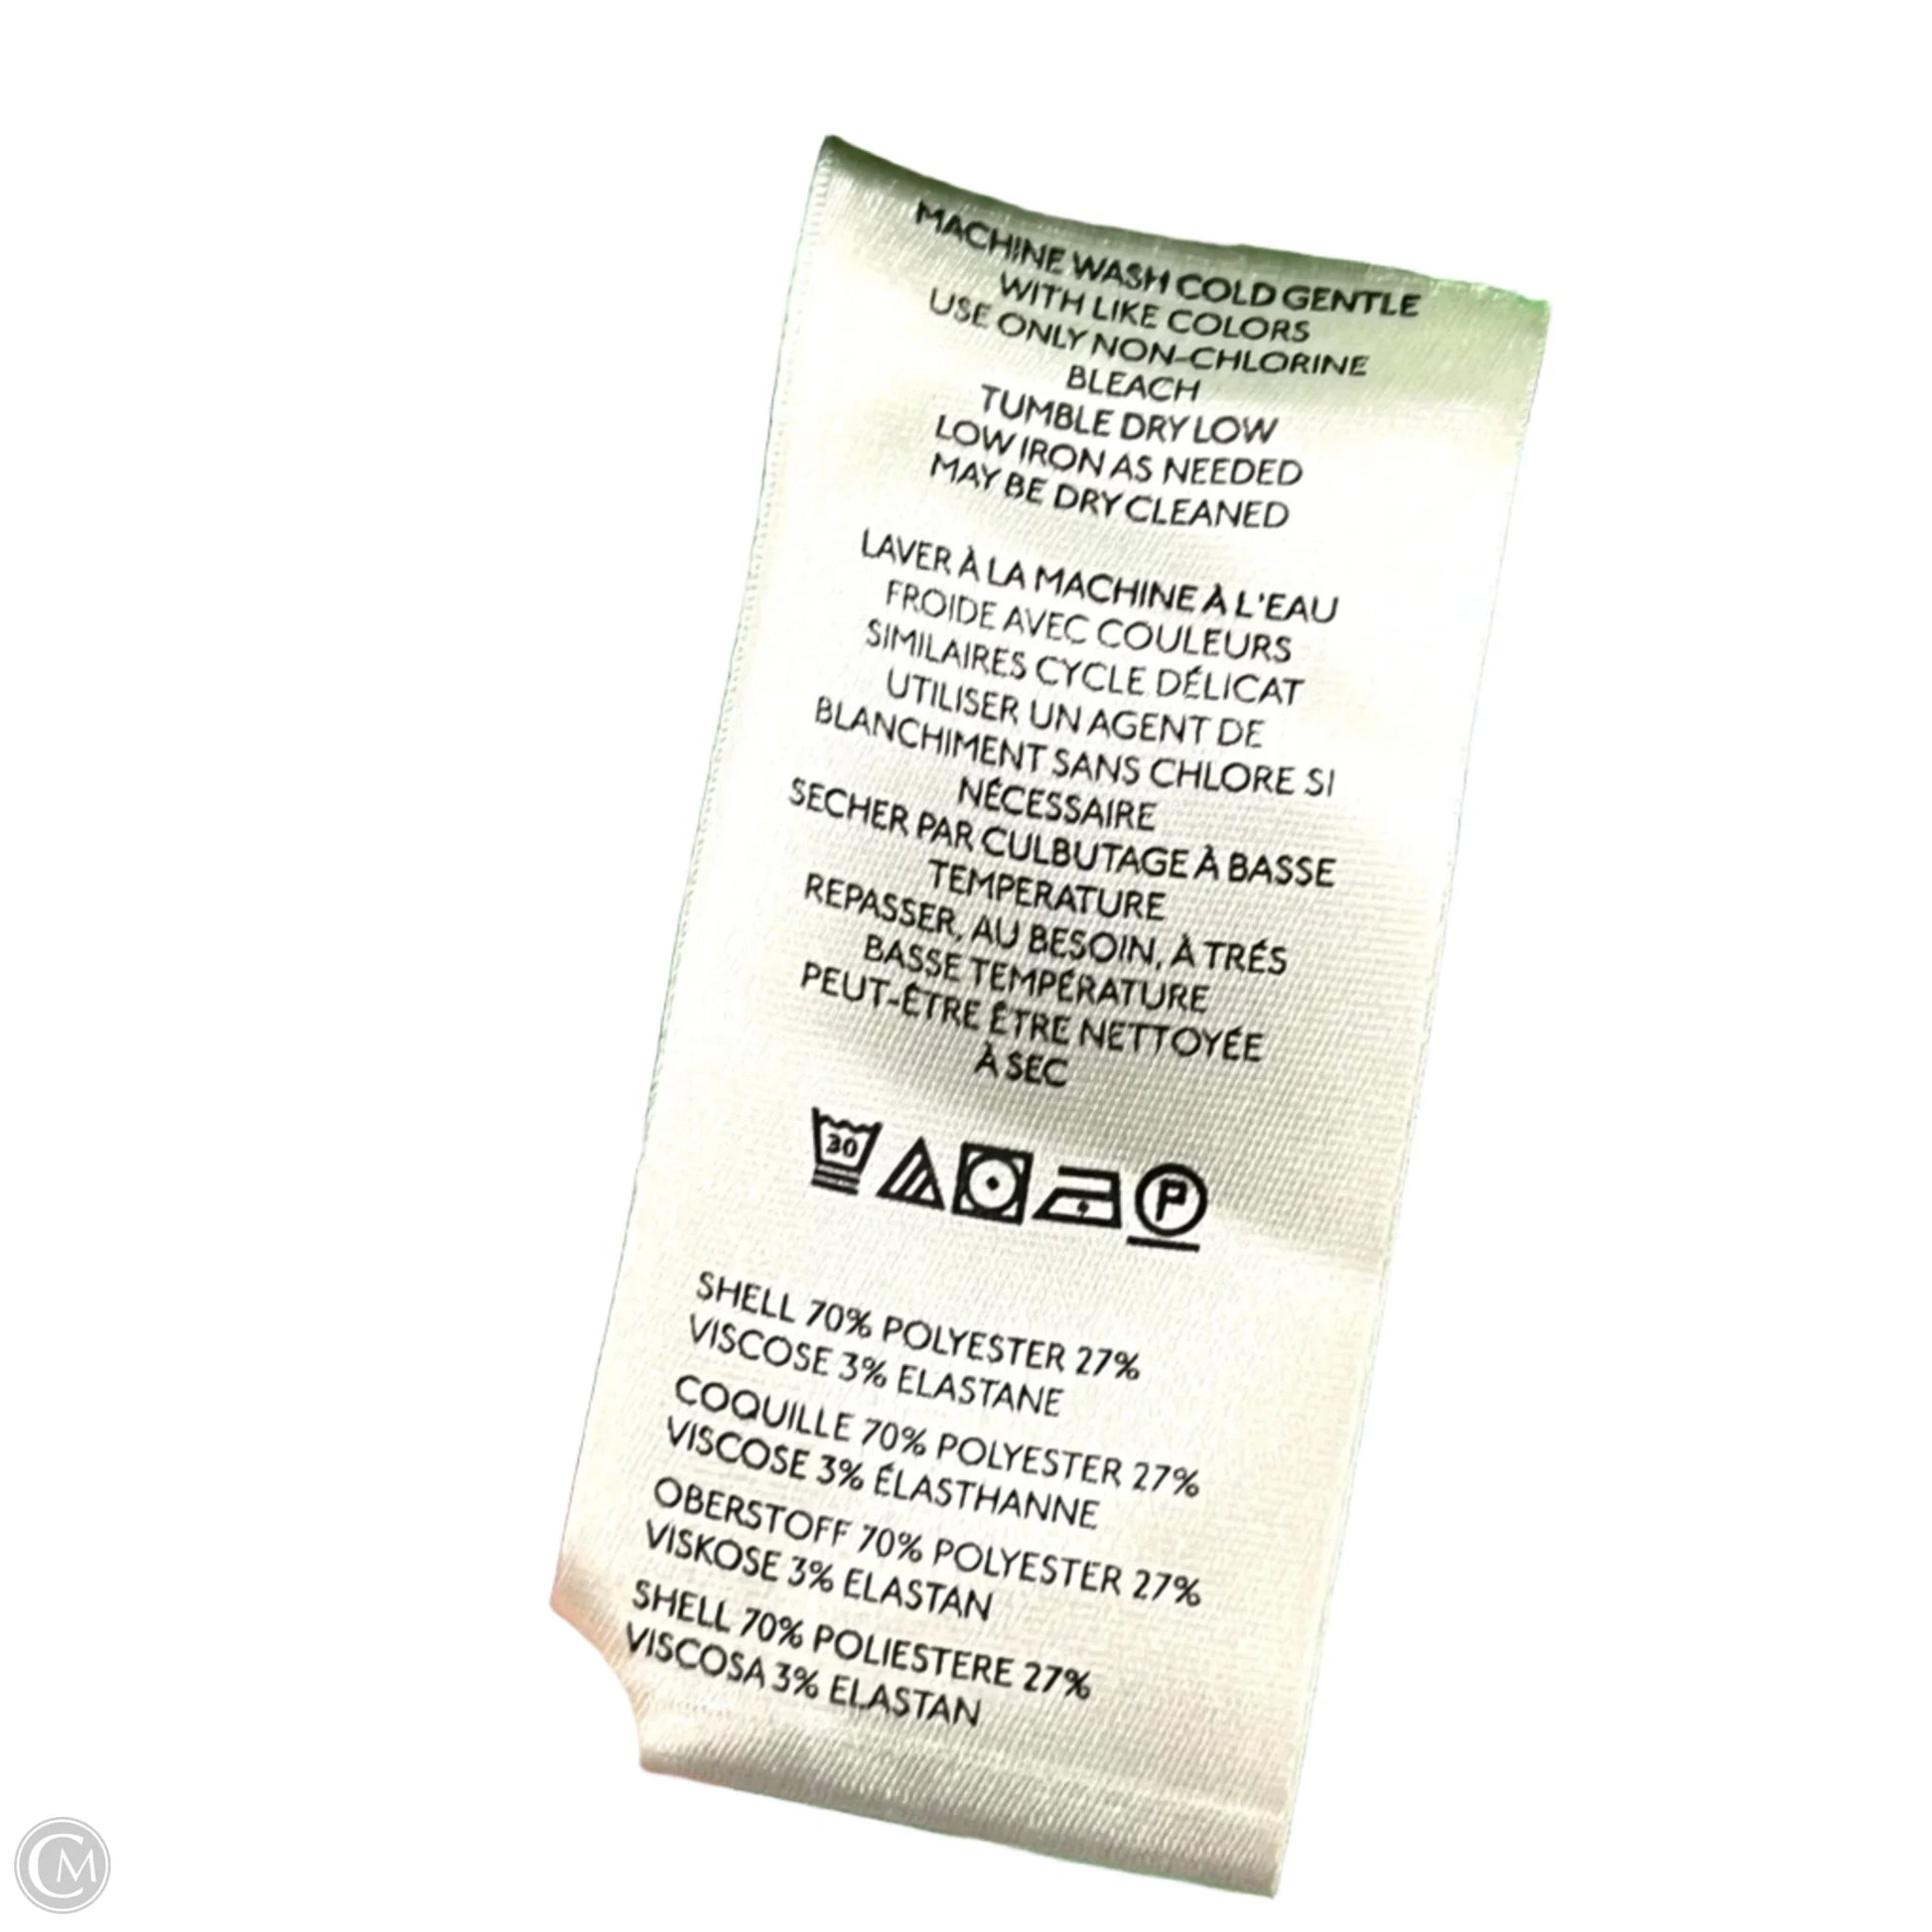 MACHINE WASH COLD GENTLE
WITH LIKE COLORS
USE ONLY NON-CHLORINE
BLEACH
TUMBLE DRY LOW
LOW IRON AS NEEDED
MAY BE DRY CLEANED
LAVER À LA MACHINE À L'EAU
FROIDE AVEC COULEURS
SIMILAIRES CYCLE DÉLICAT
UTILISER UN AGENT DE
BLANCHIMENT SANS CHLORE SI
NÉCESSAIRE
SECHER PAR CULBUTAGE À BASSE
TEMPERATURE
REPASSER, AU BESOIN, À TRÉS
BASSE TEMPÉRATURE
PEUT-ÊTRE ÊTRE NETTOYÉE
À SEC
30 P
SHELL 70% POLYESTER 27%
VISCOSE 3% ELASTANE
COQUILLE 70% POLYESTER 27%
VISCOSE 3% ÉLASTHANNE
OBERSTOFF 70% POLYESTER 27%
VISKOSE 3% ELASTAN
SHELL 70% POLIESTERE 27%
VISCOSA 3% ELASTAN
CM